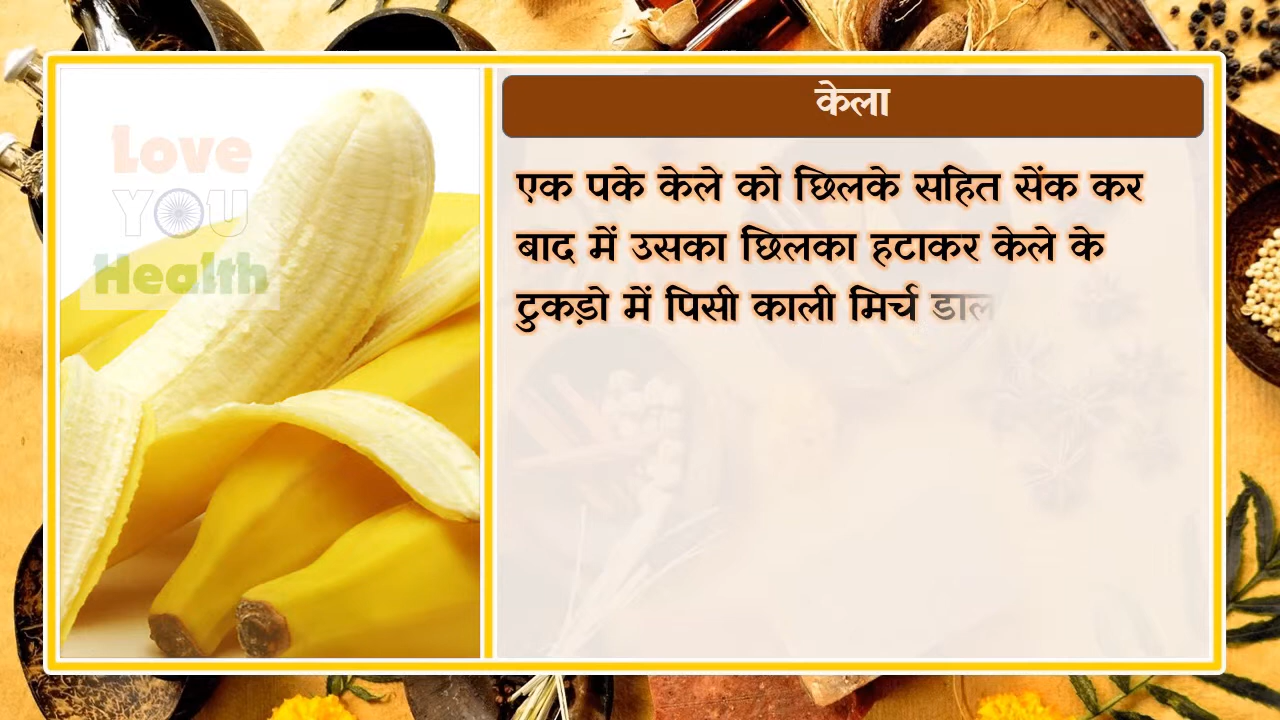 Love
YOU
Health
केला
एक पके केले को छिलके सहित सेंक कर
बाद में उसका छिलका हटाकर केले के
टुकड़ो में पिसी काली मिर्च डाल